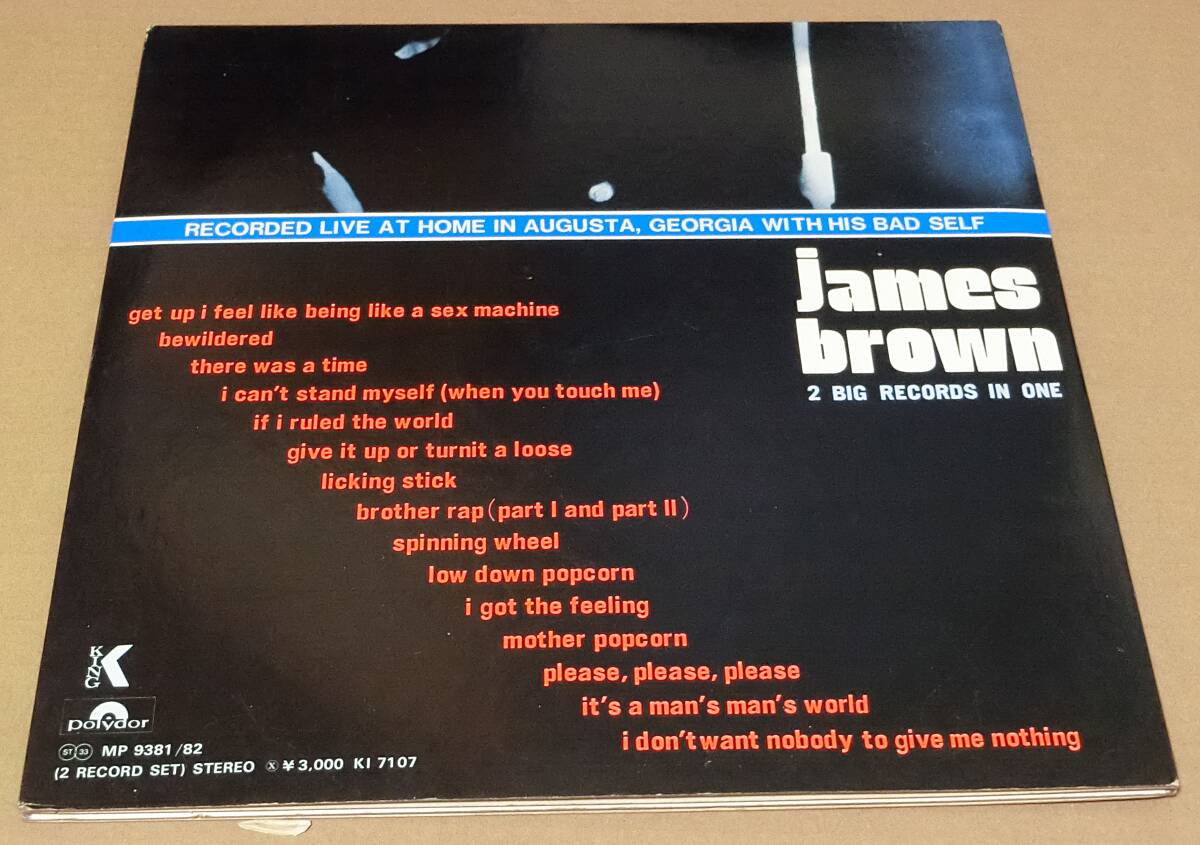 RECORDED LIVE AT HOME IN AUGUSTA, GEORGIA WITH HIS BAD SELF
james
brown
2 BIG RECORDS IN ONE
get up i feel like being like a sex machine
bewildered
there was a time
i can't stand myself (when you touch me)
if i ruled the world
give it up or turnit a loose
licking stick
brother rap (part I and part II)
spinning wheel
low down popcorn
i got the feeling
mother popcorn
please, please, please
it's a man's man's world
i don't want nobody to give me nothing
KING
K
polydor
ST 33 MP 9381/82
(2 RECORD SET) STEREO Ⓧ ¥3,000 KI 7107